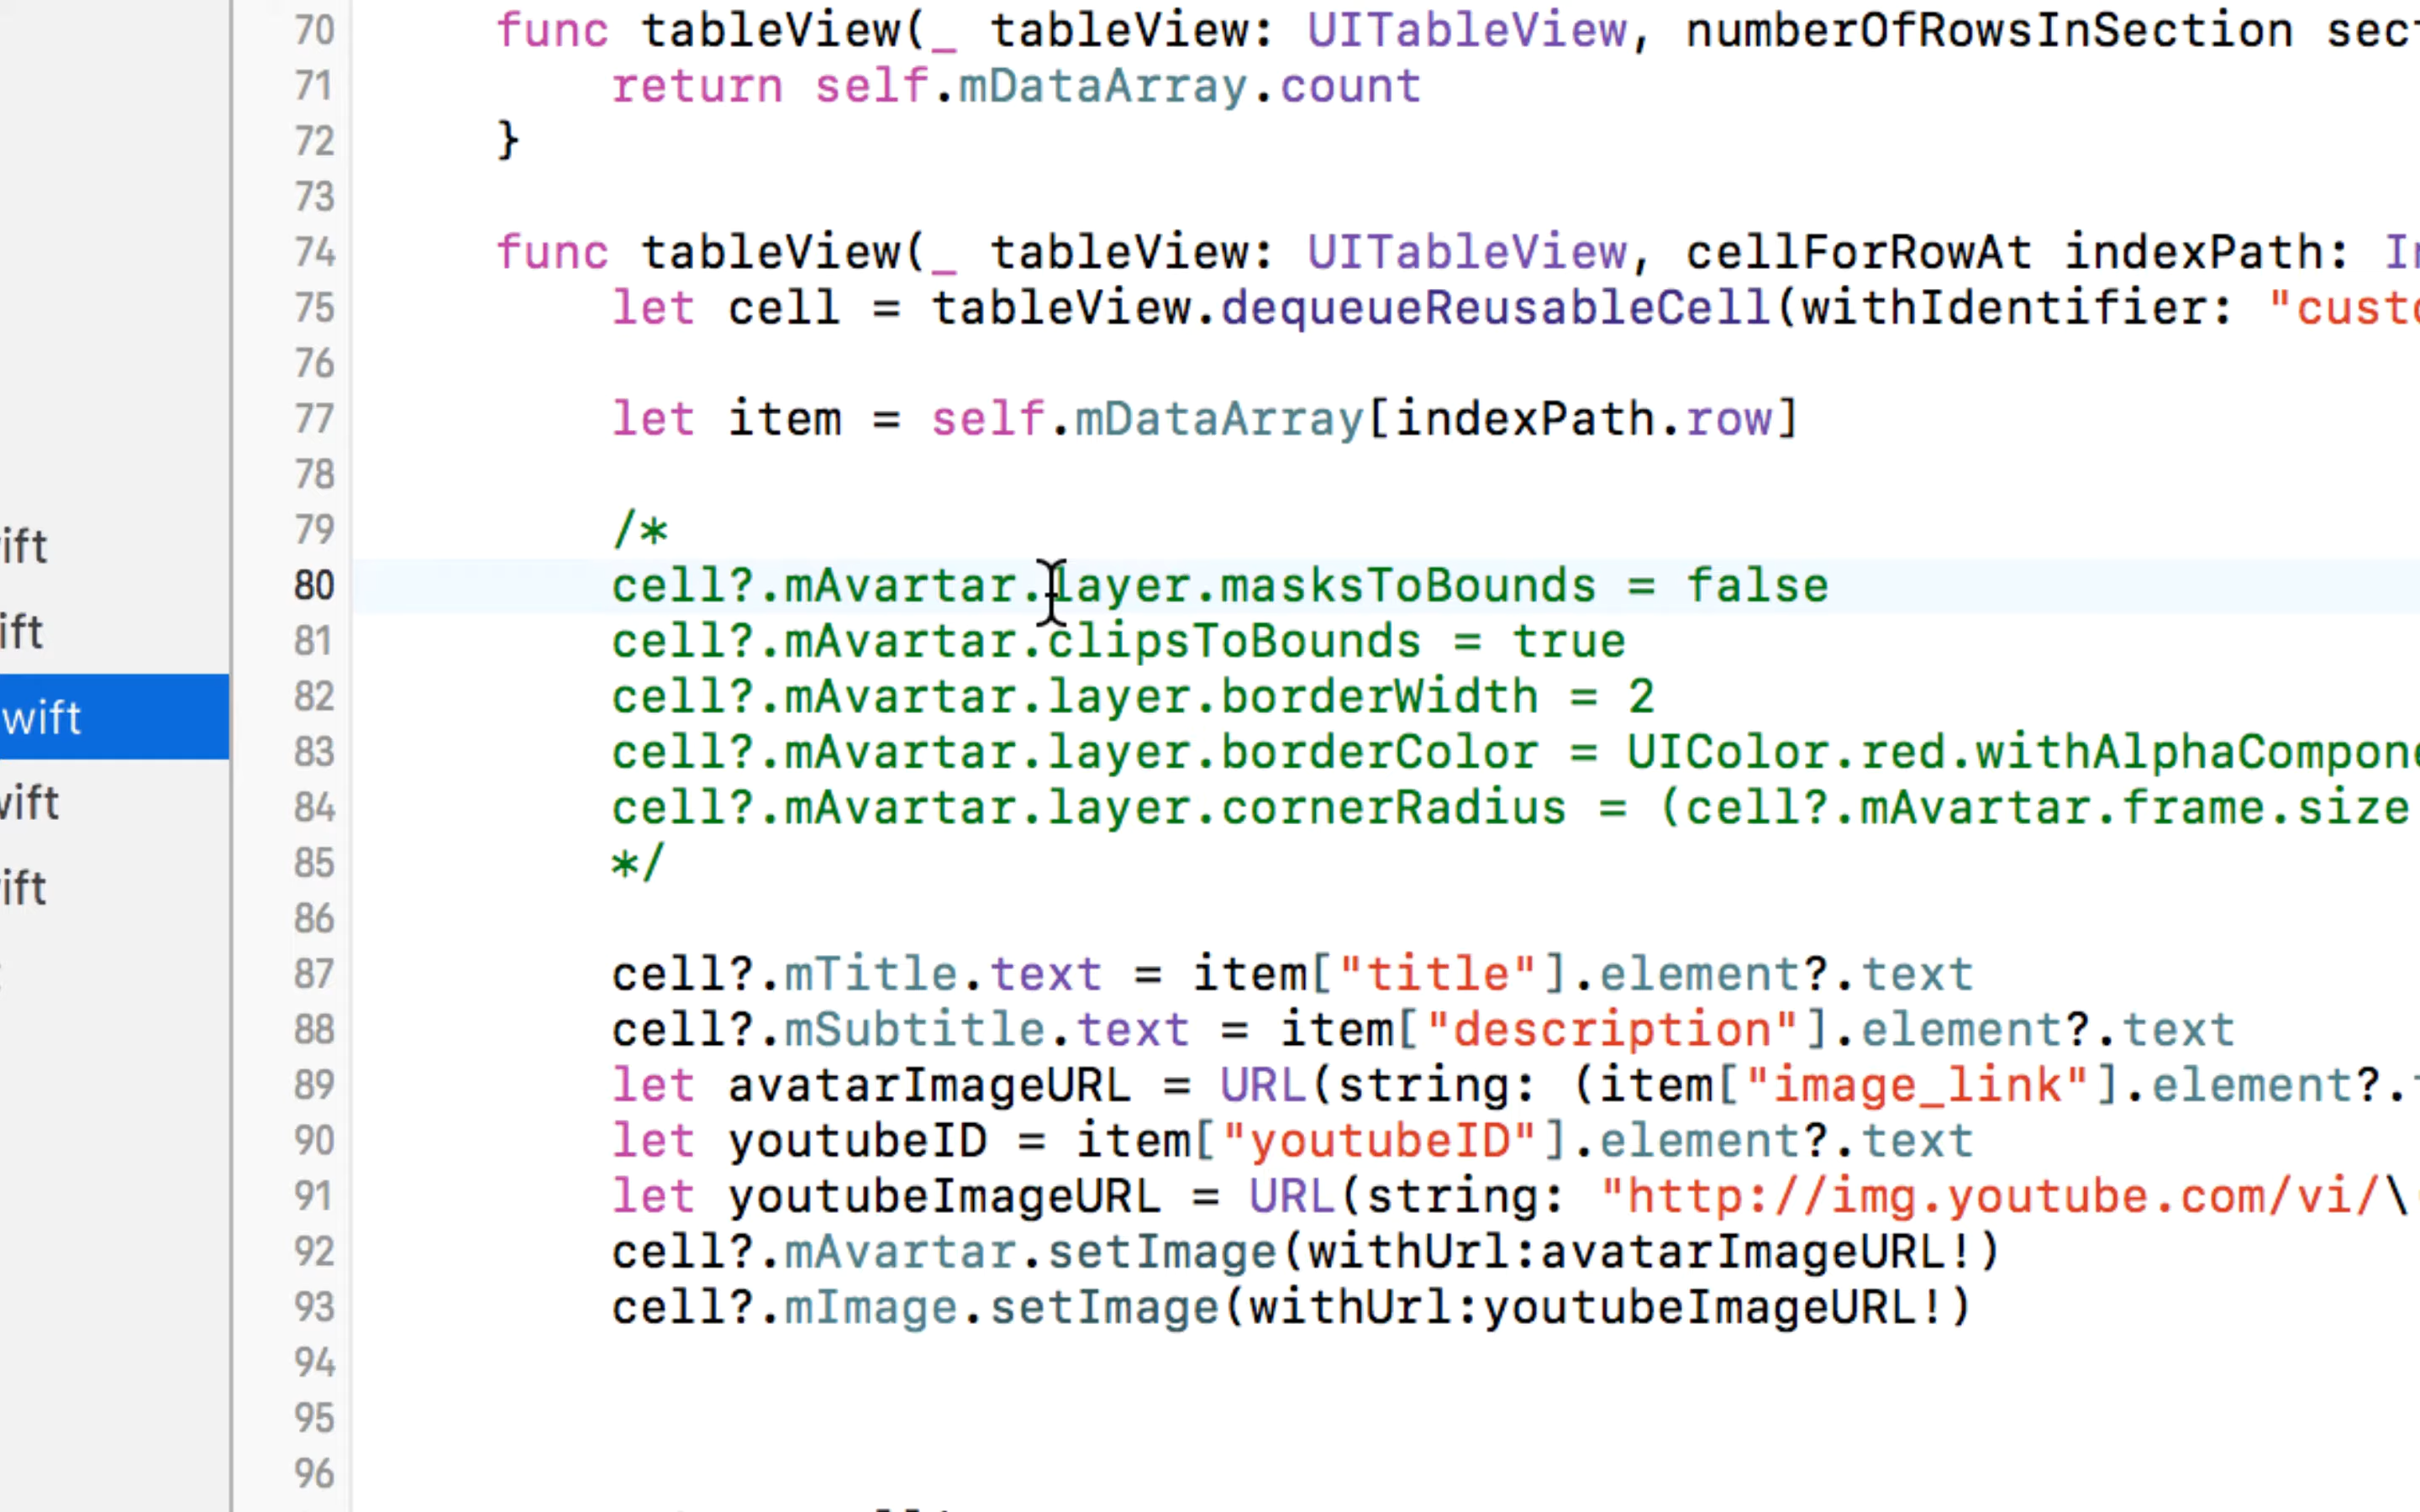 70 func tableView(_ tableView: UITableView, numberOfRowsInSection
71 return self.mDataArray.count
72 }
73
74 func tableView(_ tableView: UITableView, cellForRowAt indexPath:
75 let cell = tableView.dequeueReusableCell(withIdentifier:
76
77 let item = self.mDataArray[indexPath.row]
78
ift
79 /*
80 cell?.mAvartar.layer.masksToBounds = false
ift
81 cell?.mAvartar.clipsToBounds = true
wift
82 cell?.mAvartar.layer.borderWidth = 2
83 cell?.mAvartar.layer.borderColor = UIColor.red.withAlphaCompone
wift
84 cell?.mAvartar.layer.cornerRadius = (cell?.mAvartar.frame.size
ift
85 */
86
87 cell?.mTitle.text = item["title"].element?.text
88 cell?.mSubtitle.text = item["description"].element?.text
89 let avatarImageURL = URL(string: (item["image_link"].element?.
90 let youtubeID = item["youtubeID"].element?.text
91 let youtubeImageURL = URL(string: "http://img.youtube.com/vi/\
92 cell?.mAvartar.setImage(withUrl:avatarImageURL!)
93 cell?.mImage.setImage(withUrl:youtubeImageURL!)
94
95
96